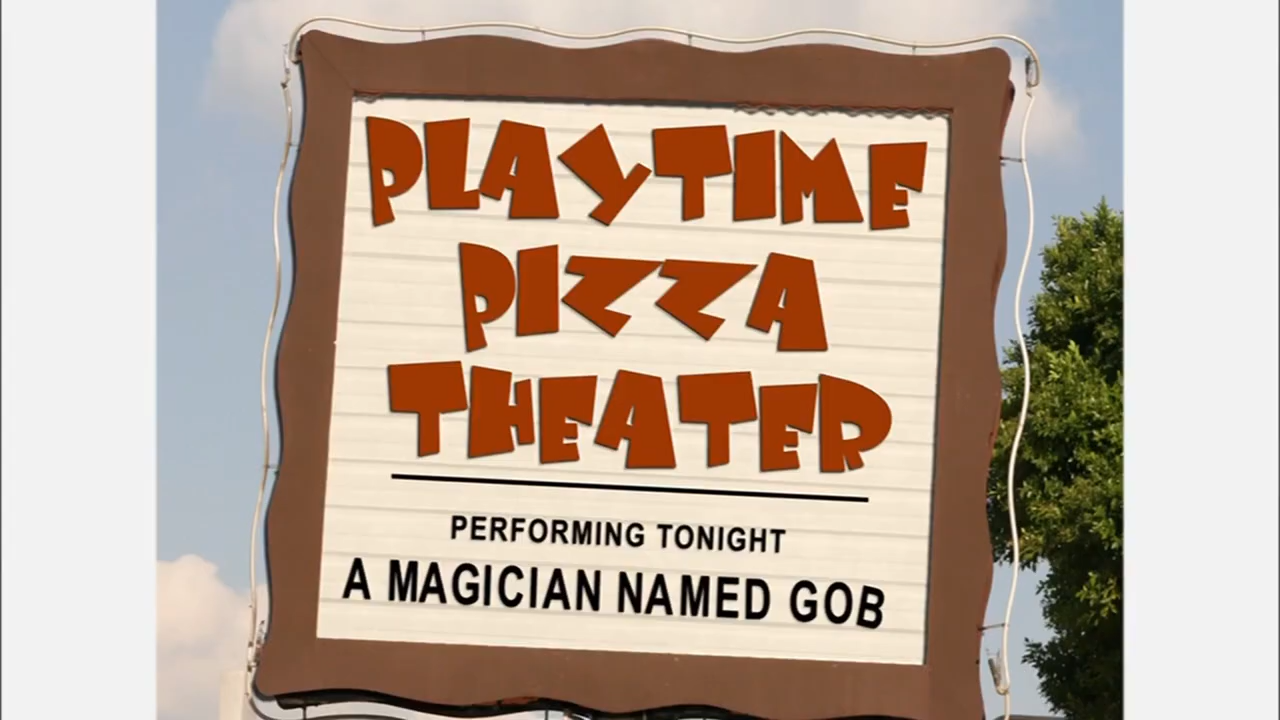 PLAYTIME
PIZZA
THEATER
PERFORMING TONIGHT
A MAGICIAN NAMED GOB